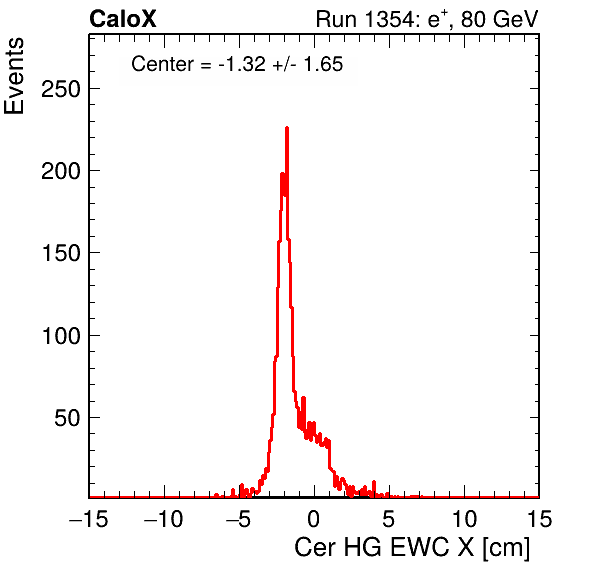 CaloX
Run 1354: e+, 80 GeV
Center = -1.32 +/- 1.65
Events
250
200
150
100
50
−15 −10 −5 0 5 10 15
Cer HG EWC X [cm]